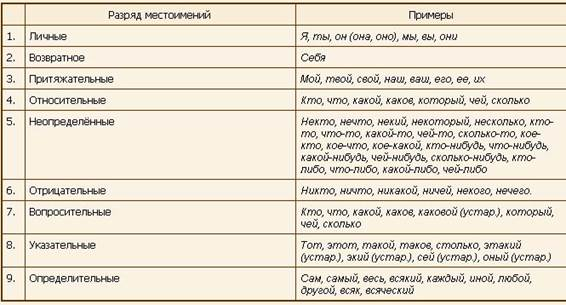 Разряд местоимений Примеры
1. Личные Я, ты, он (она, оно), мы, вы, они
2. Возвратное Себя
3. Притяжательные Мой, твой, свой, наш, ваш, его, ее, их
4. Относительные Кто, что, какой, каков, который, чей, сколько
5. Неопределённые Некто, нечто, некий, некоторый, несколько, кто-
то, что-то, какой-то, чей-то, сколько-то, кое-
кто, кое-что, кое-какой, кто-нибудь, что-нибудь,
какой-нибудь, чей-нибудь, сколько-нибудь, кто-
либо, что-либо, какой-либо, чей-либо
6. Отрицательные Никто, ничто, никакой, ничей, некого, нечего.
7. Вопросительные Кто, что, какой, каков, каковой (устар.), который,
чей, сколько
8. Указательные Тот, этот, такой, таков, столько, этакий
(устар.), экий (устар.), сей (устар.), оный (устар.)
9. Определительные Сам, самый, весь, всякий, каждый, иной, любой,
другой, всяк, всяческий